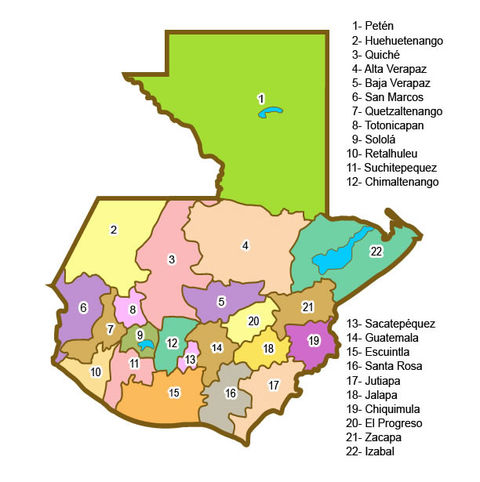 1- Petén
2- Huehuetenango
3- Quiché
4- Alta Verapaz
5- Baja Verapaz
6- San Marcos
7- Quetzaltenango
8- Totonicapan
9- Sololá
10- Retalhuleu
11- Suchitepequez
12- Chimaltenango
1
2
3
4
22
5
6
8
7
21
20
9
12
14
13
18
19
10
11
15
16
17
13- Sacatepéquez
14- Guatemala
15- Escuintla
16- Santa Rosa
17- Jutiapa
18- Jalapa
19- Chiquimula
20- El Progreso
21- Zacapa
22- Izabal